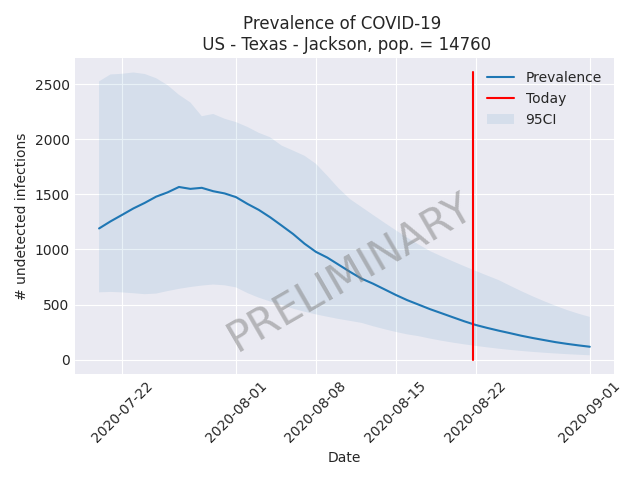 Prevalence of COVID-19
US - Texas - Jackson, pop. = 14760
# undetected infections
2500
2000
1500
1000
500
0
Prevalence
Today
95CI
PRELIMINARY
2020-07-22
2020-08-01
2020-08-08
2020-08-15
2020-08-22
2020-09-01
Date